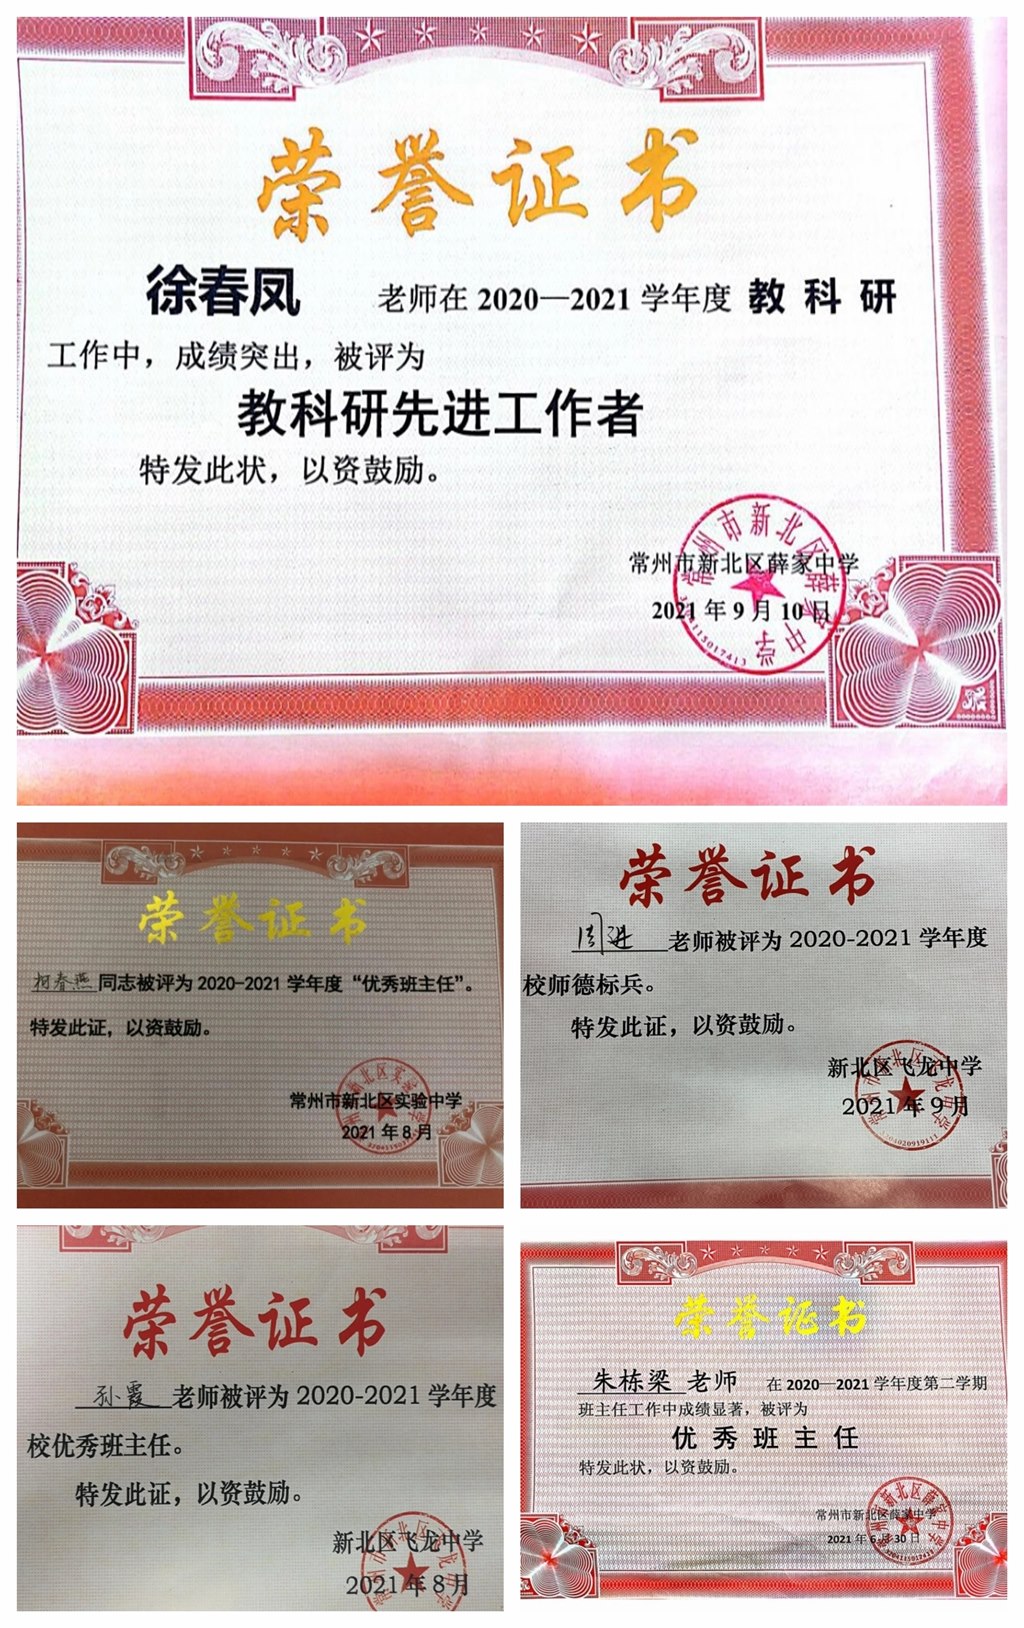 荣誉证书
徐春凤 老师在 2020—2021 学年度 教科研
工作中，成绩突出，被评为
教科研先进工作者
特发此状，以资鼓励。
常州市新北区薛家中学
2021 年 9 月 10 日
荣誉证书
柯春燕 同志被评为 2020-2021 学年度“优秀班主任”。
特发此证，以资鼓励。
常州市新北区实验中学
2021 年 8 月
荣誉证书
周进 老师被评为 2020-2021 学年度
校师德标兵。
特发此证，以资鼓励。
新北区飞龙中学
2021 年 9 月
荣誉证书
孙霞 老师被评为 2020-2021 学年度
校优秀班主任。
特发此证，以资鼓励。
新北区飞龙中学
2021 年 8 月
荣誉证书
朱栋梁 老师 在 2020—2021 学年度第二学期
班主任工作中成绩显著，被评为
优秀班主任
特发此状，以资鼓励。
常州市新北区薛家中学
2021 年 6 月 30 日